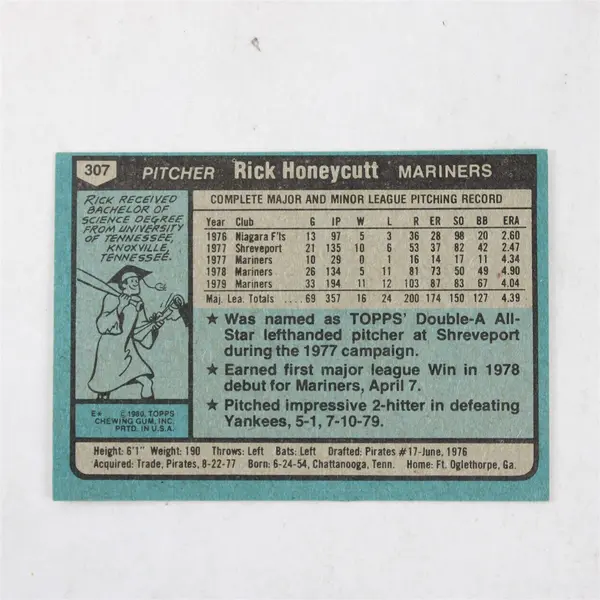 307 PITCHER Rick Honeycutt MARINERS
RICK RECEIVED
BACHELOR OF
SCIENCE DEGREE
FROM UNIVERSITY
OF TENNESSEE,
KNOXVILLE,
TENNESSEE.
E* © 1980, TOPPS
CHEWING GUM, INC.
PRTD. IN U.S.A.
COMPLETE MAJOR AND MINOR LEAGUE PITCHING RECORD
Year Club G IP W L R ER SO BB ERA
1976 Niagara F'ls 13 97 5 3 36 28 98 20 2.60
1977 Shreveport 21 135 10 6 53 37 82 42 2.47
1977 Mariners 10 29 0 1 16 14 17 11 4.34
1978 Mariners 26 134 5 11 81 73 50 49 4.90
1979 Mariners 33 194 11 12 103 87 83 67 4.04
Maj. Lea. Totals ....69 357 16 24 200 174 150 127 4.39
★ Was named as TOPPS' Double-A All-
Star lefthanded pitcher at Shreveport
during the 1977 campaign.
★ Earned first major league Win in 1978
debut for Mariners, April 7.
★ Pitched impressive 2-hitter in defeating
Yankees, 5-1, 7-10-79.
Height: 6'1" Weight: 190 Throws: Left Bats: Left Drafted: Pirates #17-June, 1976
Acquired: Trade, Pirates, 8-22-77 Born: 6-24-54, Chattanooga, Tenn. Home: Ft. Oglethorpe, Ga.